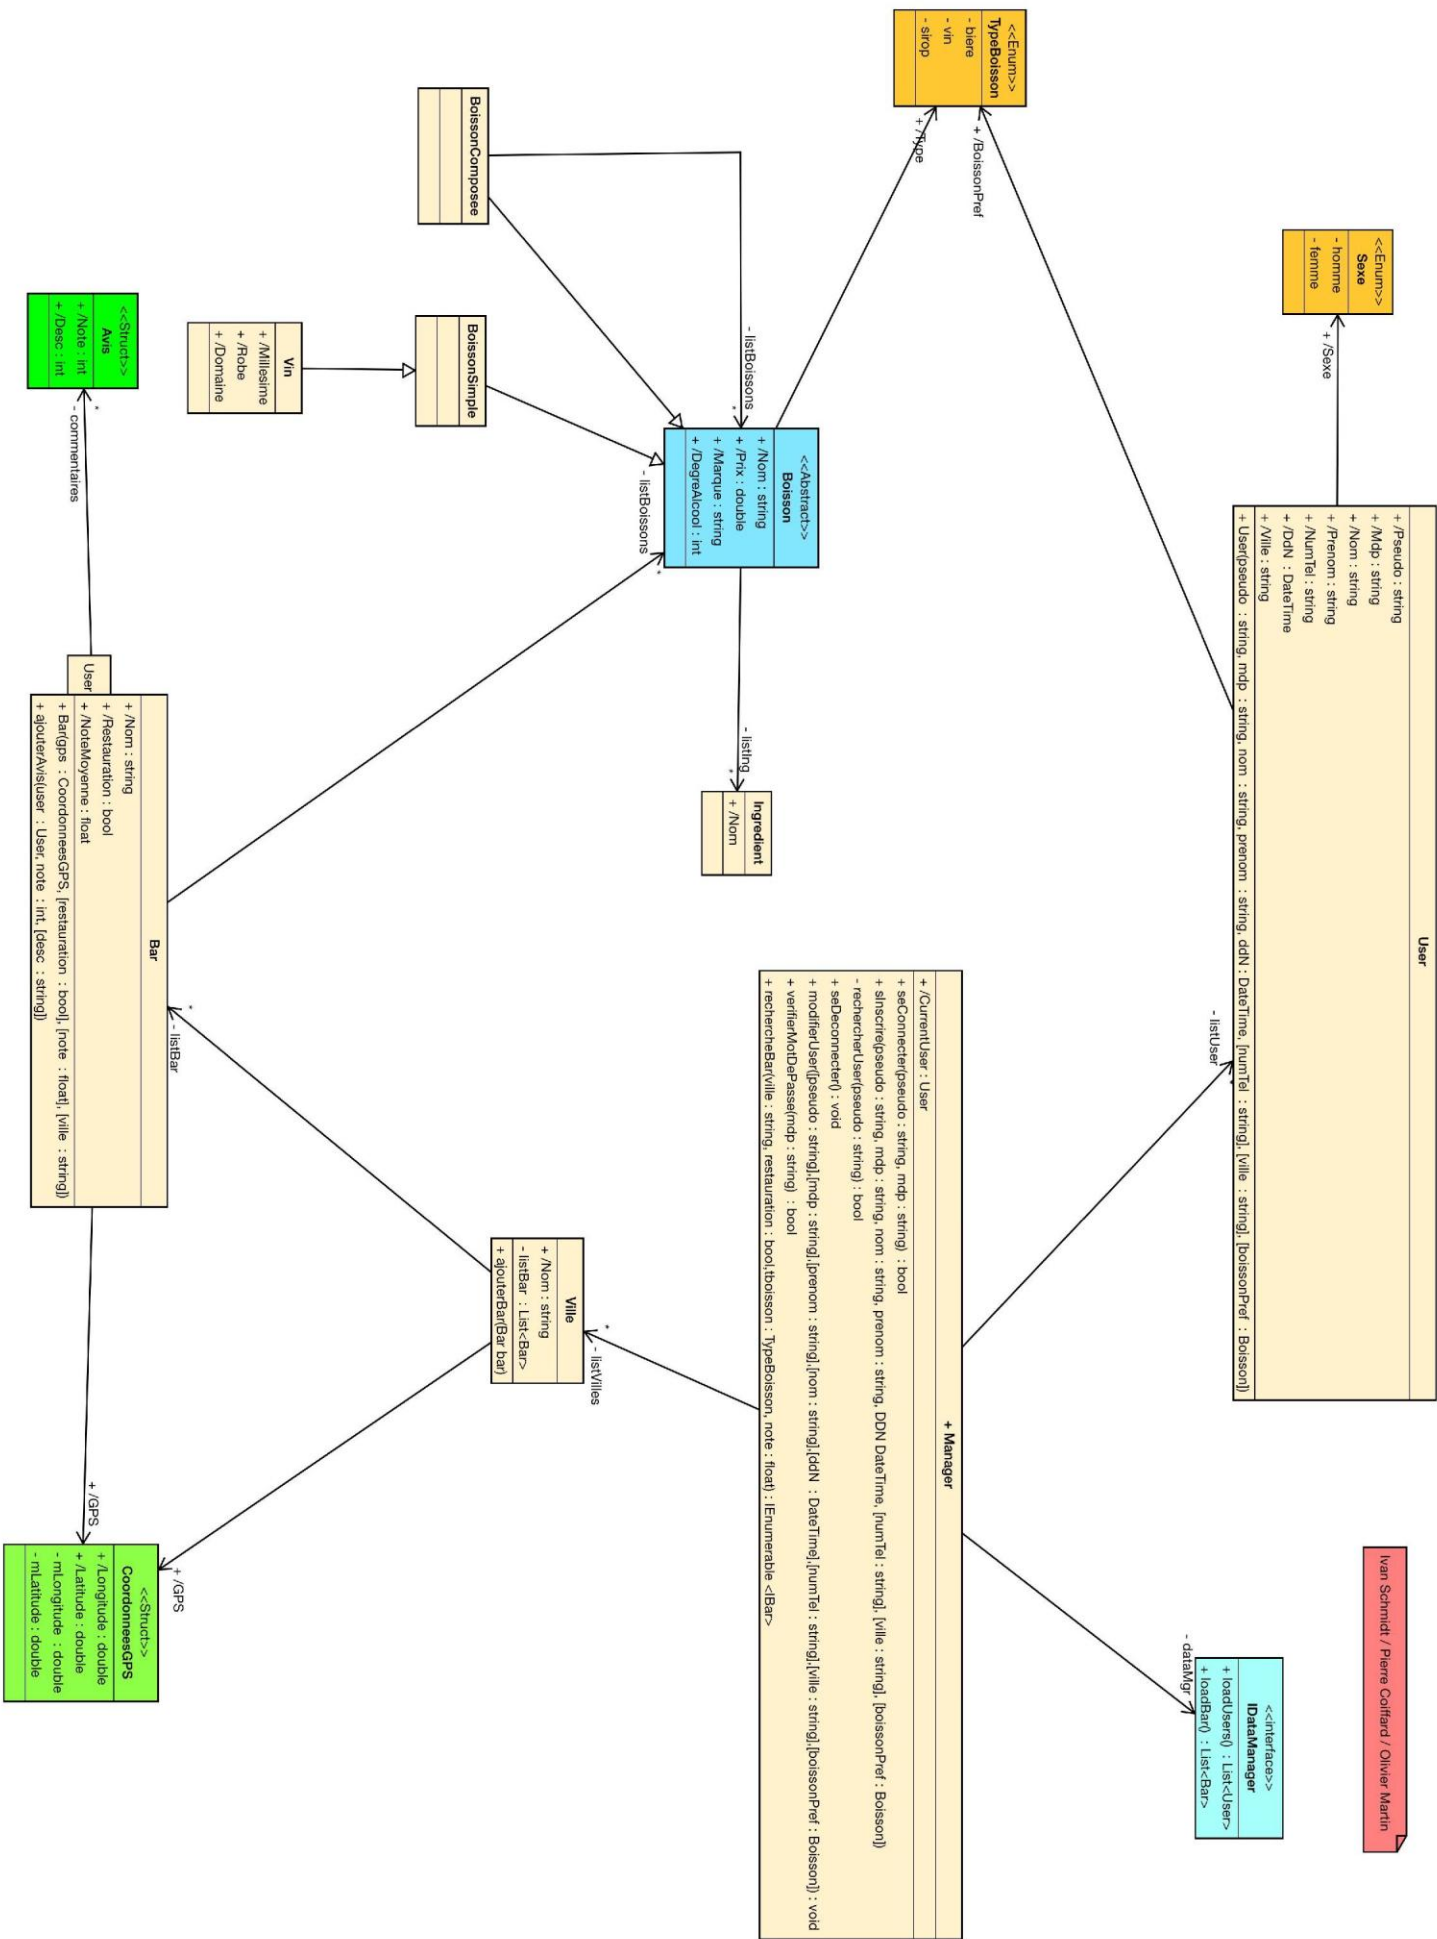 <<Enum>>
Sexe
- homme
- femme
+ /Sexe
User
+ /Pseudo : string
+ /Mdp : string
+ /Nom : string
+ /Prenom : string
+ /NumTel : string
+ /DdN : DateTime
+ /Ville : string
+ User(pseudo : string, mdp : string, nom : string, prenom : string, ddN : DateTime, [numTel : string], [ville : string], [boissonPref : Boisson])
Ivan Schmidt / Pierre Coiffard / Olivier Martin
<<interface>>
IDataManager
+ loadUsers() : List<User>
+ loadBar() : List<Bar>
- dataMgr
- listUser
*
<<Enum>>
TypeBoisson
- biere
- vin
- sirop
+ /BoissonPref
+ /Type
+ Manager
+ /CurrentUser : User
+ seConnecter(pseudo : string, mdp : string) : bool
+ sInscrire(pseudo : string, mdp : string, nom : string, prenom : string, DDN DateTime, [numTel : string], [ville : string], [boissonPref : Boisson])
- rechercherUser(pseudo : string) : bool
+ seDeconnecter() : void
+ modifierUser([pseudo : string],[mdp : string],[prenom : string],[nom : string],[ddN : DateTime],[numTel : string],[ville : string],[boissonPref : Boisson]) : void
+ verifierMotDePasse(mdp : string) : bool
+ rechercheBar(ville : string, restauration : bool,tboisson : TypeBoisson, note : float) : IEnumerable <IBar>
<<Abstract>>
Boisson
+ /Nom : string
+ /Prix : double
+ /Marque : string
+ /DegreAlcool : int
- listBoissons
*
- listIng
*
Ingredient
+ /Nom
- listBoissons
*
BoissonComposee
BoissonSimple
Vin
+ /Millesime
+ /Robe
+ /Domaine
*
- listVilles
Ville
+ /Nom : string
- listBar : List<Bar>
+ ajouterBar(Bar bar)
*
- listBar
+ /GPS
<<Struct>>
Avis
+ /Note : int
+ /Desc : int
*
- commentaires
User
Bar
+ /Nom : string
+ /Restauration : bool
+ /NoteMoyenne : float
+ Bar(gps : CoordonneesGPS, [restauration : bool], [note : float], [ville : string])
+ ajouterAvis(user : User, note : int, [desc : string])
+ /GPS
<<Struct>>
CoordonneesGPS
+ /Longitude : double
+ /Latitude : double
- mLongitude : double
- mLatitude : double